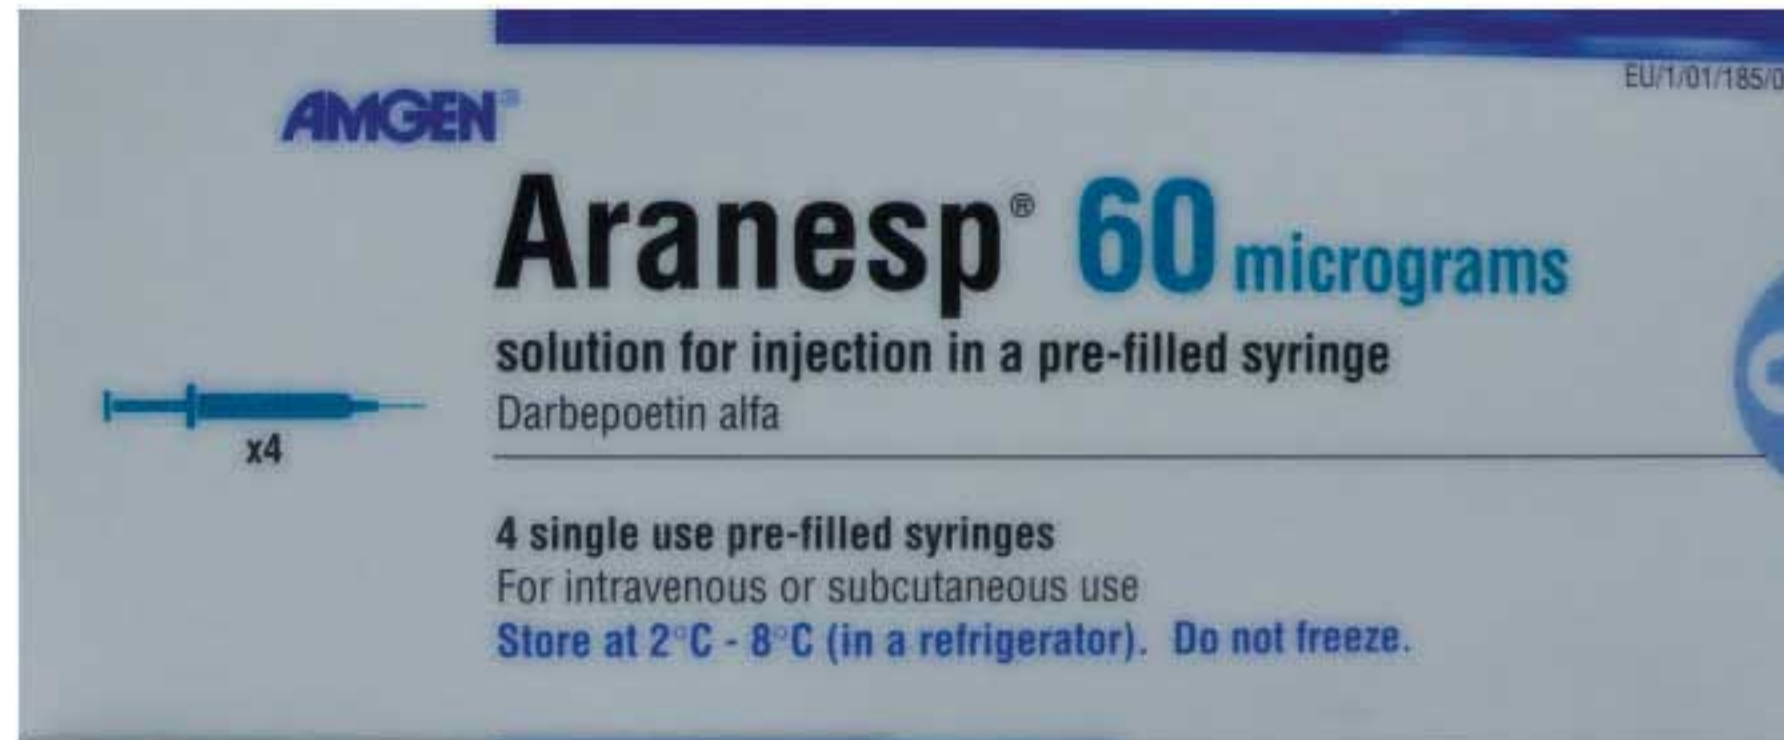 EU/1/01/185/0
AMGEN®
Aranesp® 60 micrograms
solution for injection in a pre-filled syringe
Darbepoetin alfa
x4
4 single use pre-filled syringes
For intravenous or subcutaneous use
Store at 2°C - 8°C (in a refrigerator). Do not freeze.